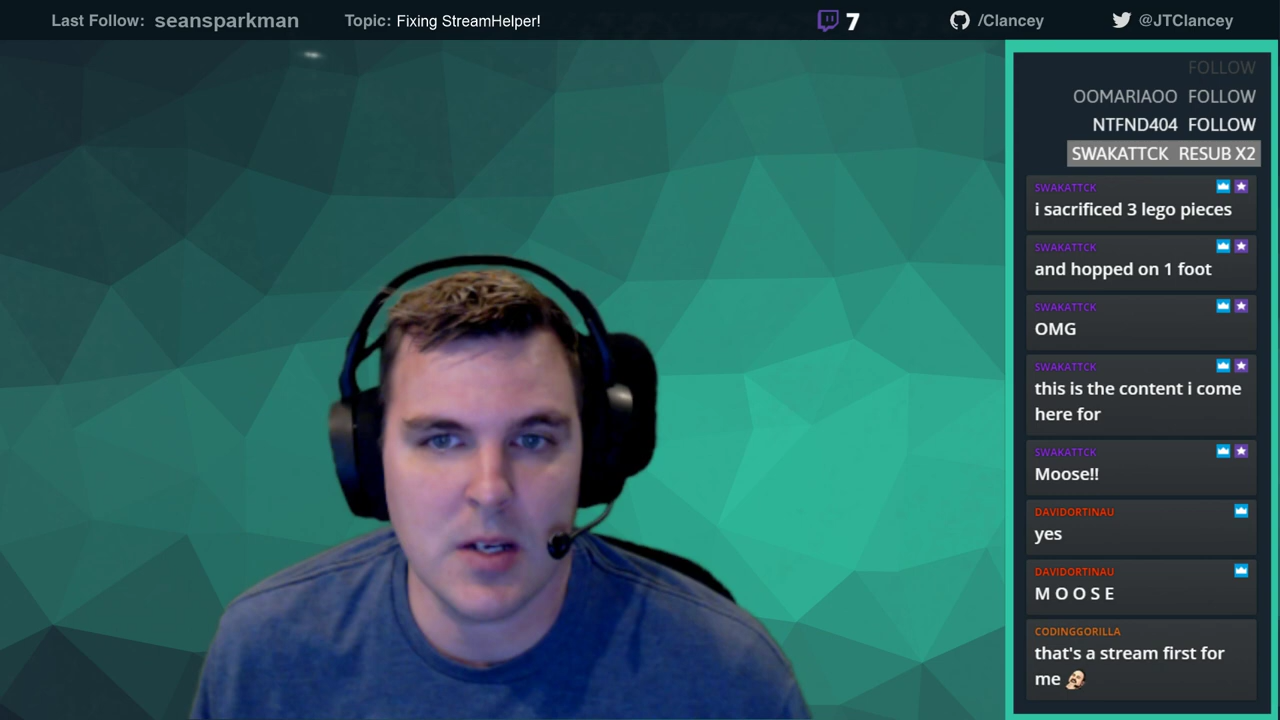 Last Follow: seansparkman
Topic: Fixing StreamHelper!
7
/Clancey
@JTClancey
FOLLOW
OOMARIAOO FOLLOW
NTFND404 FOLLOW
SWAKATTCK RESUB X2
SWAKATTCK
i sacrificed 3 lego pieces
SWAKATTCK
and hopped on 1 foot
SWAKATTCK
OMG
SWAKATTCK
this is the content i come
here for
SWAKATTCK
Moose!!
DAVIDORTINAU
yes
DAVIDORTINAU
M O O S E
CODINGGORILLA
that's a stream first for
me